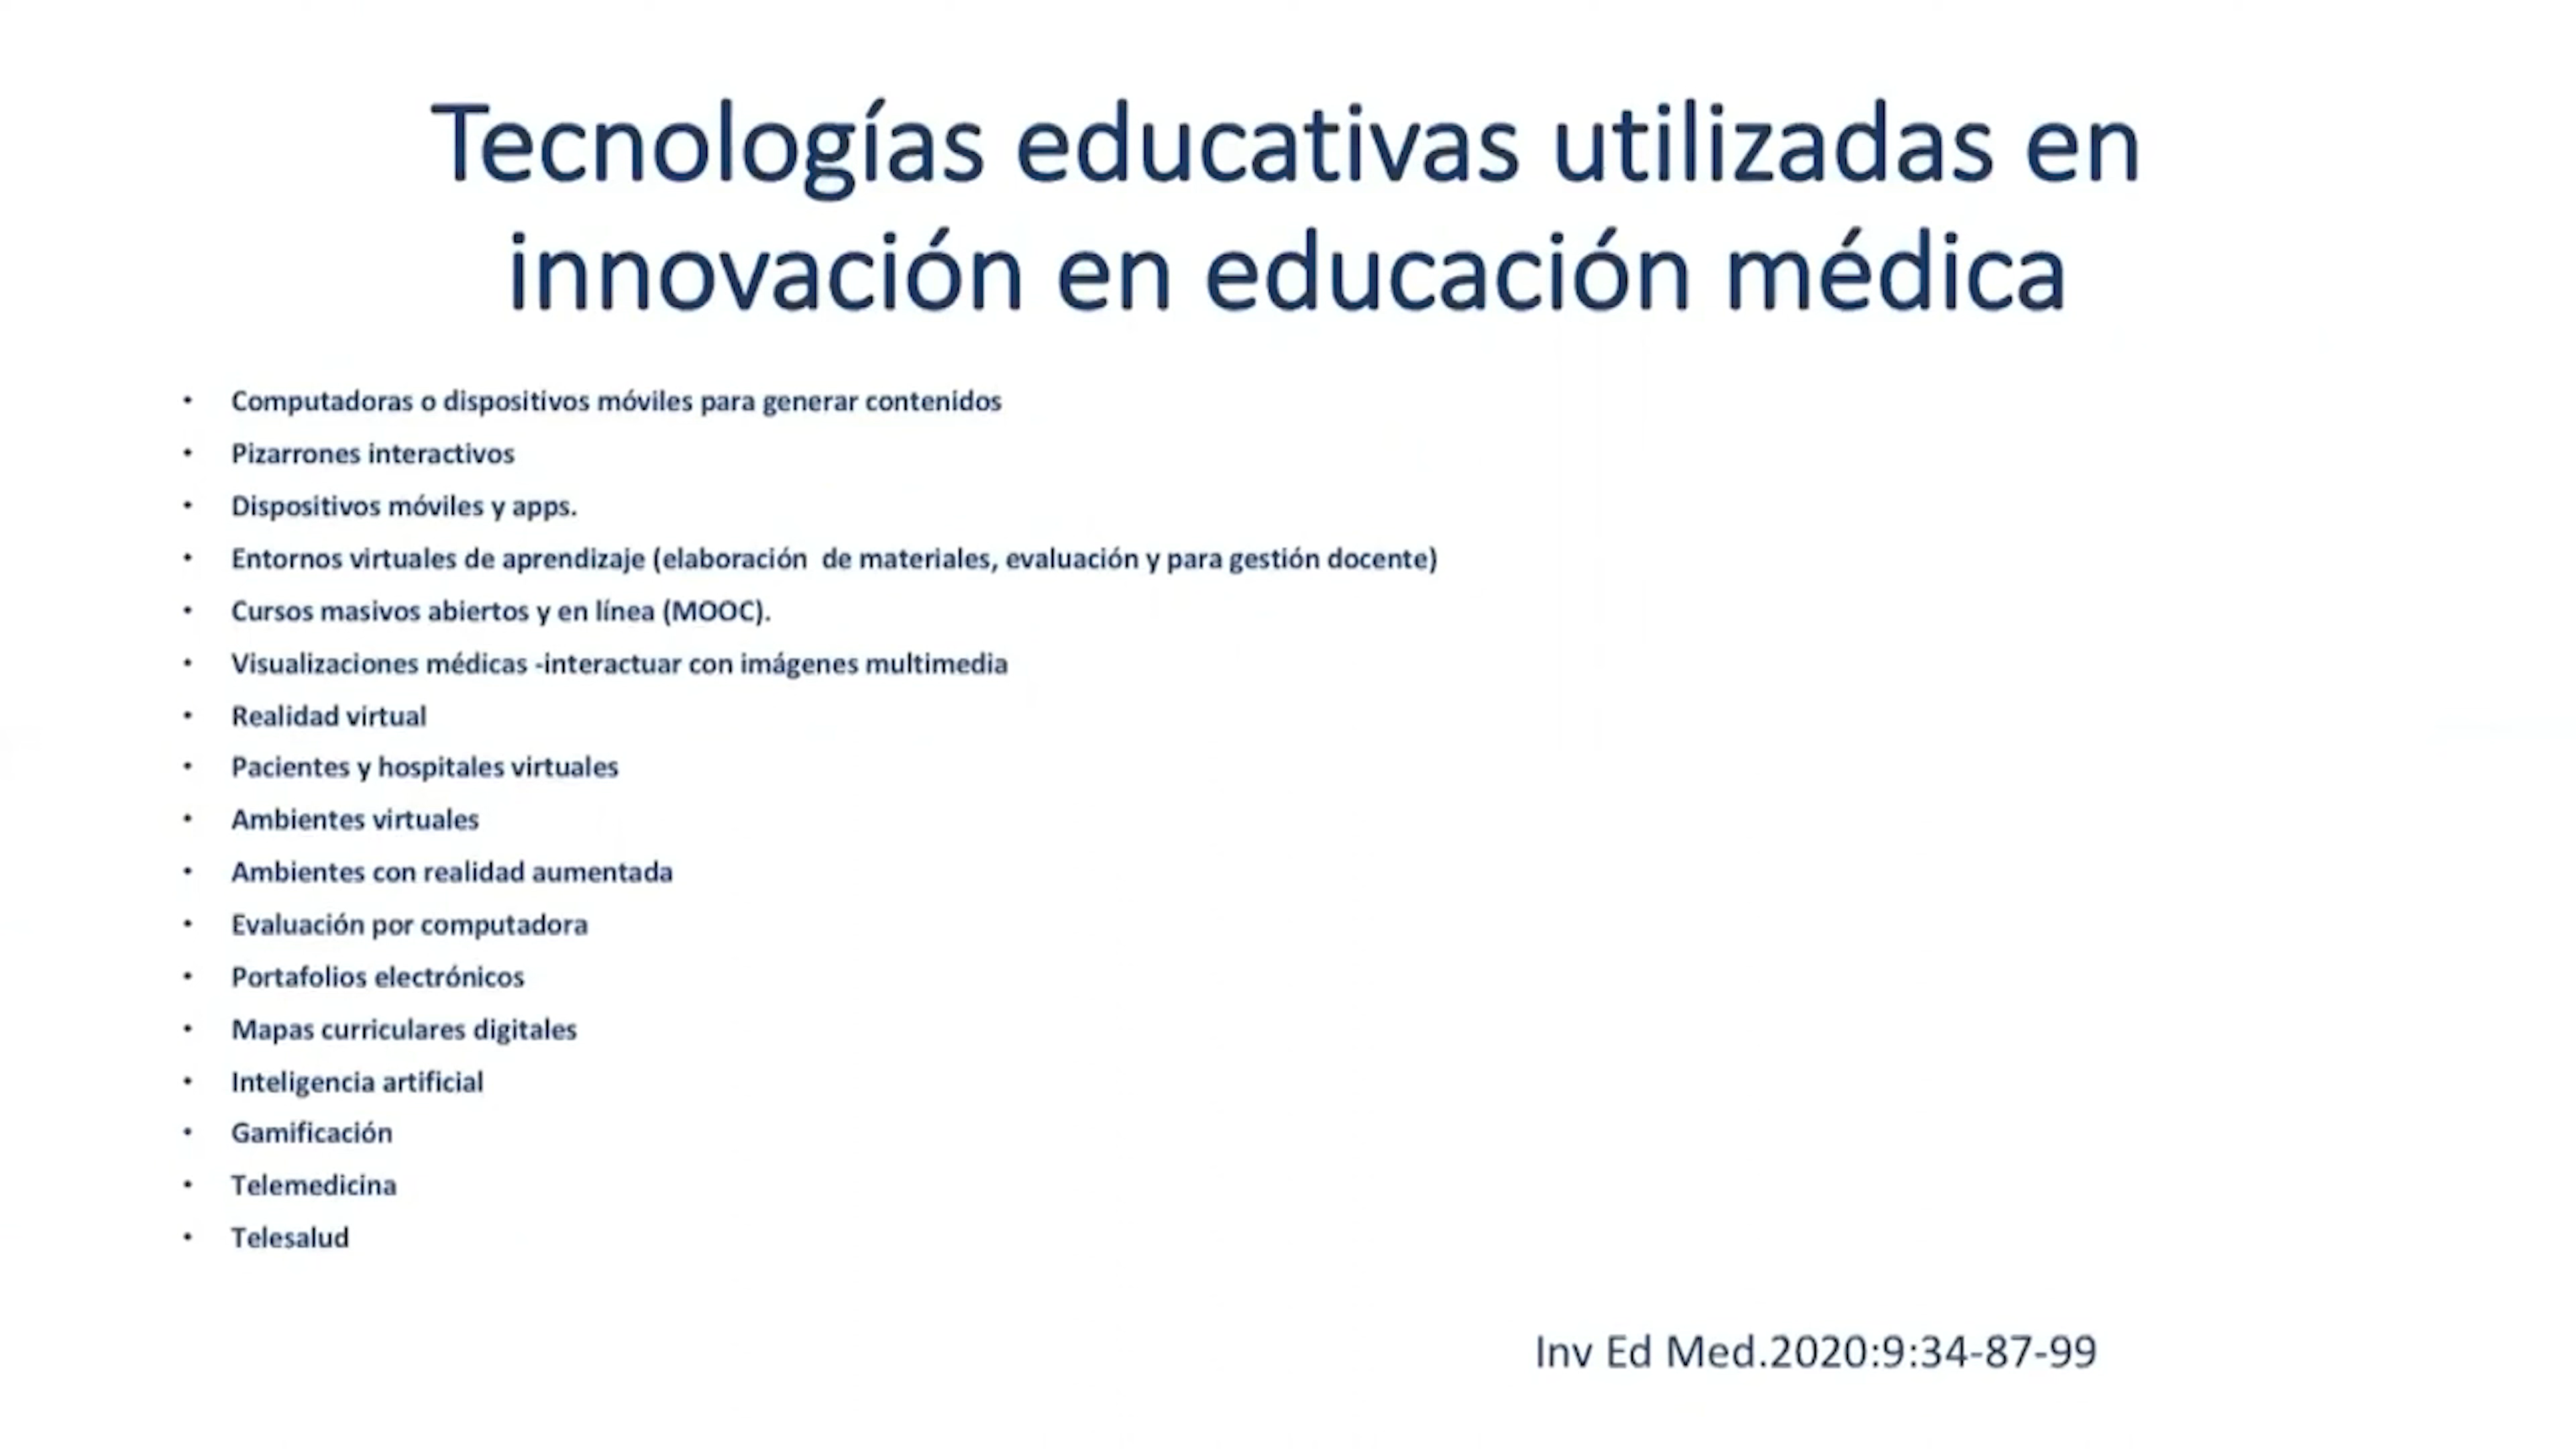 Tecnologías educativas utilizadas en
innovación en educación médica
• Computadoras o dispositivos móviles para generar contenidos
• Pizarrones interactivos
• Dispositivos móviles y apps.
• Entornos virtuales de aprendizaje (elaboración  de materiales, evaluación y para gestión docente)
• Cursos masivos abiertos y en línea (MOOC).
• Visualizaciones médicas -interactuar con imágenes multimedia
• Realidad virtual
• Pacientes y hospitales virtuales
• Ambientes virtuales
• Ambientes con realidad aumentada
• Evaluación por computadora
• Portafolios electrónicos
• Mapas curriculares digitales
• Inteligencia artificial
• Gamificación
• Telemedicina
• Telesalud
Inv Ed Med.2020:9:34-87-99